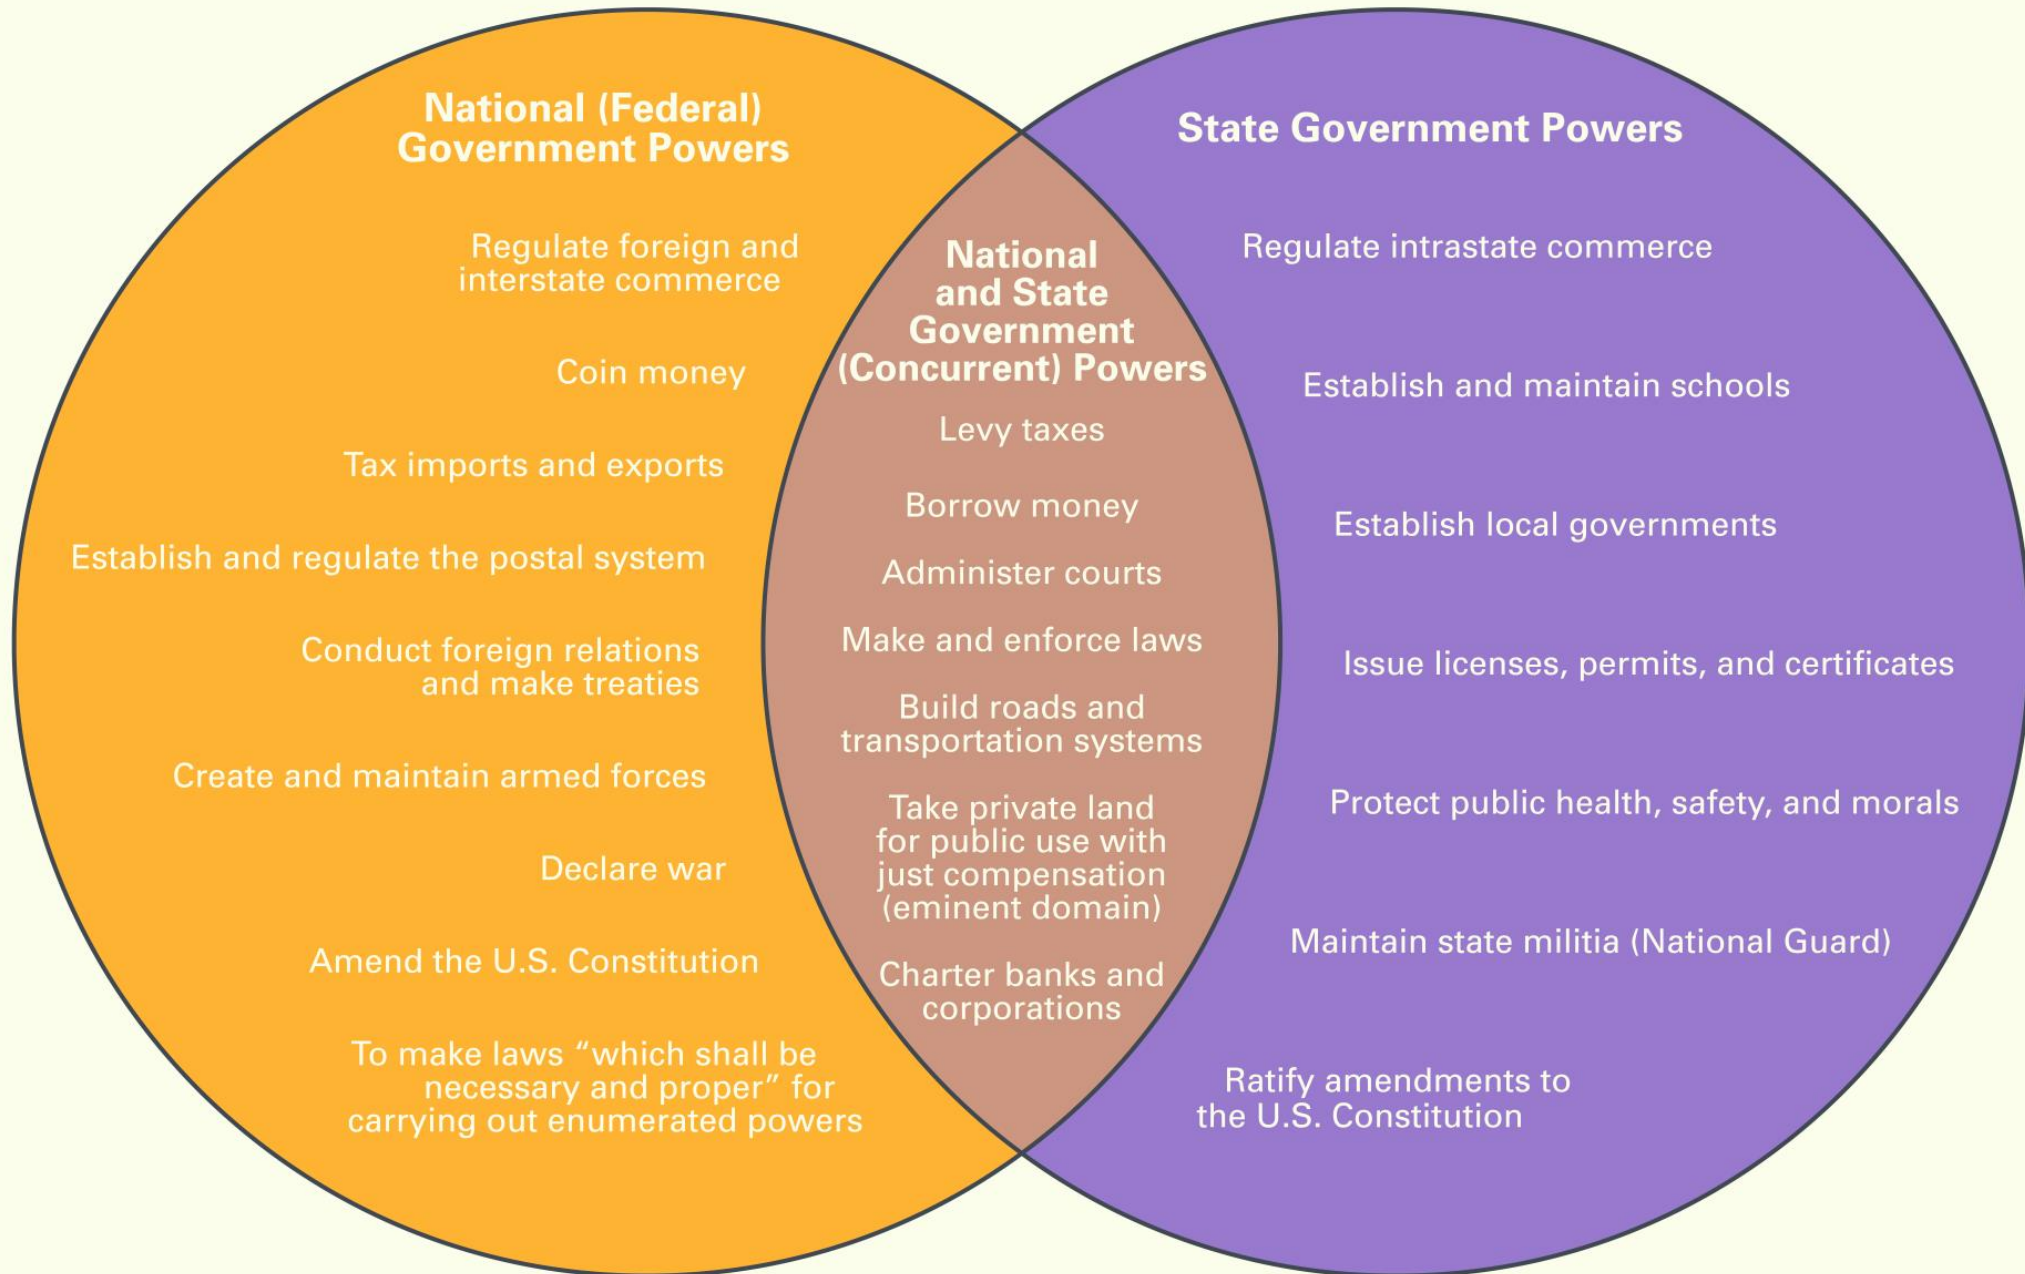 National (Federal)
Government Powers
Regulate foreign and
interstate commerce
Coin money
Tax imports and exports
Establish and regulate the postal system
Conduct foreign relations
and make treaties
Create and maintain armed forces
Declare war
Amend the U.S. Constitution
To make laws “which shall be
necessary and proper” for
carrying out enumerated powers
National
and State
Government
(Concurrent) Powers
Levy taxes
Borrow money
Administer courts
Make and enforce laws
Build roads and
transportation systems
Take private land
for public use with
just compensation
(eminent domain)
Charter banks and
corporations
State Government Powers
Regulate intrastate commerce
Establish and maintain schools
Establish local governments
Issue licenses, permits, and certificates
Protect public health, safety, and morals
Maintain state militia (National Guard)
Ratify amendments to
the U.S. Constitution